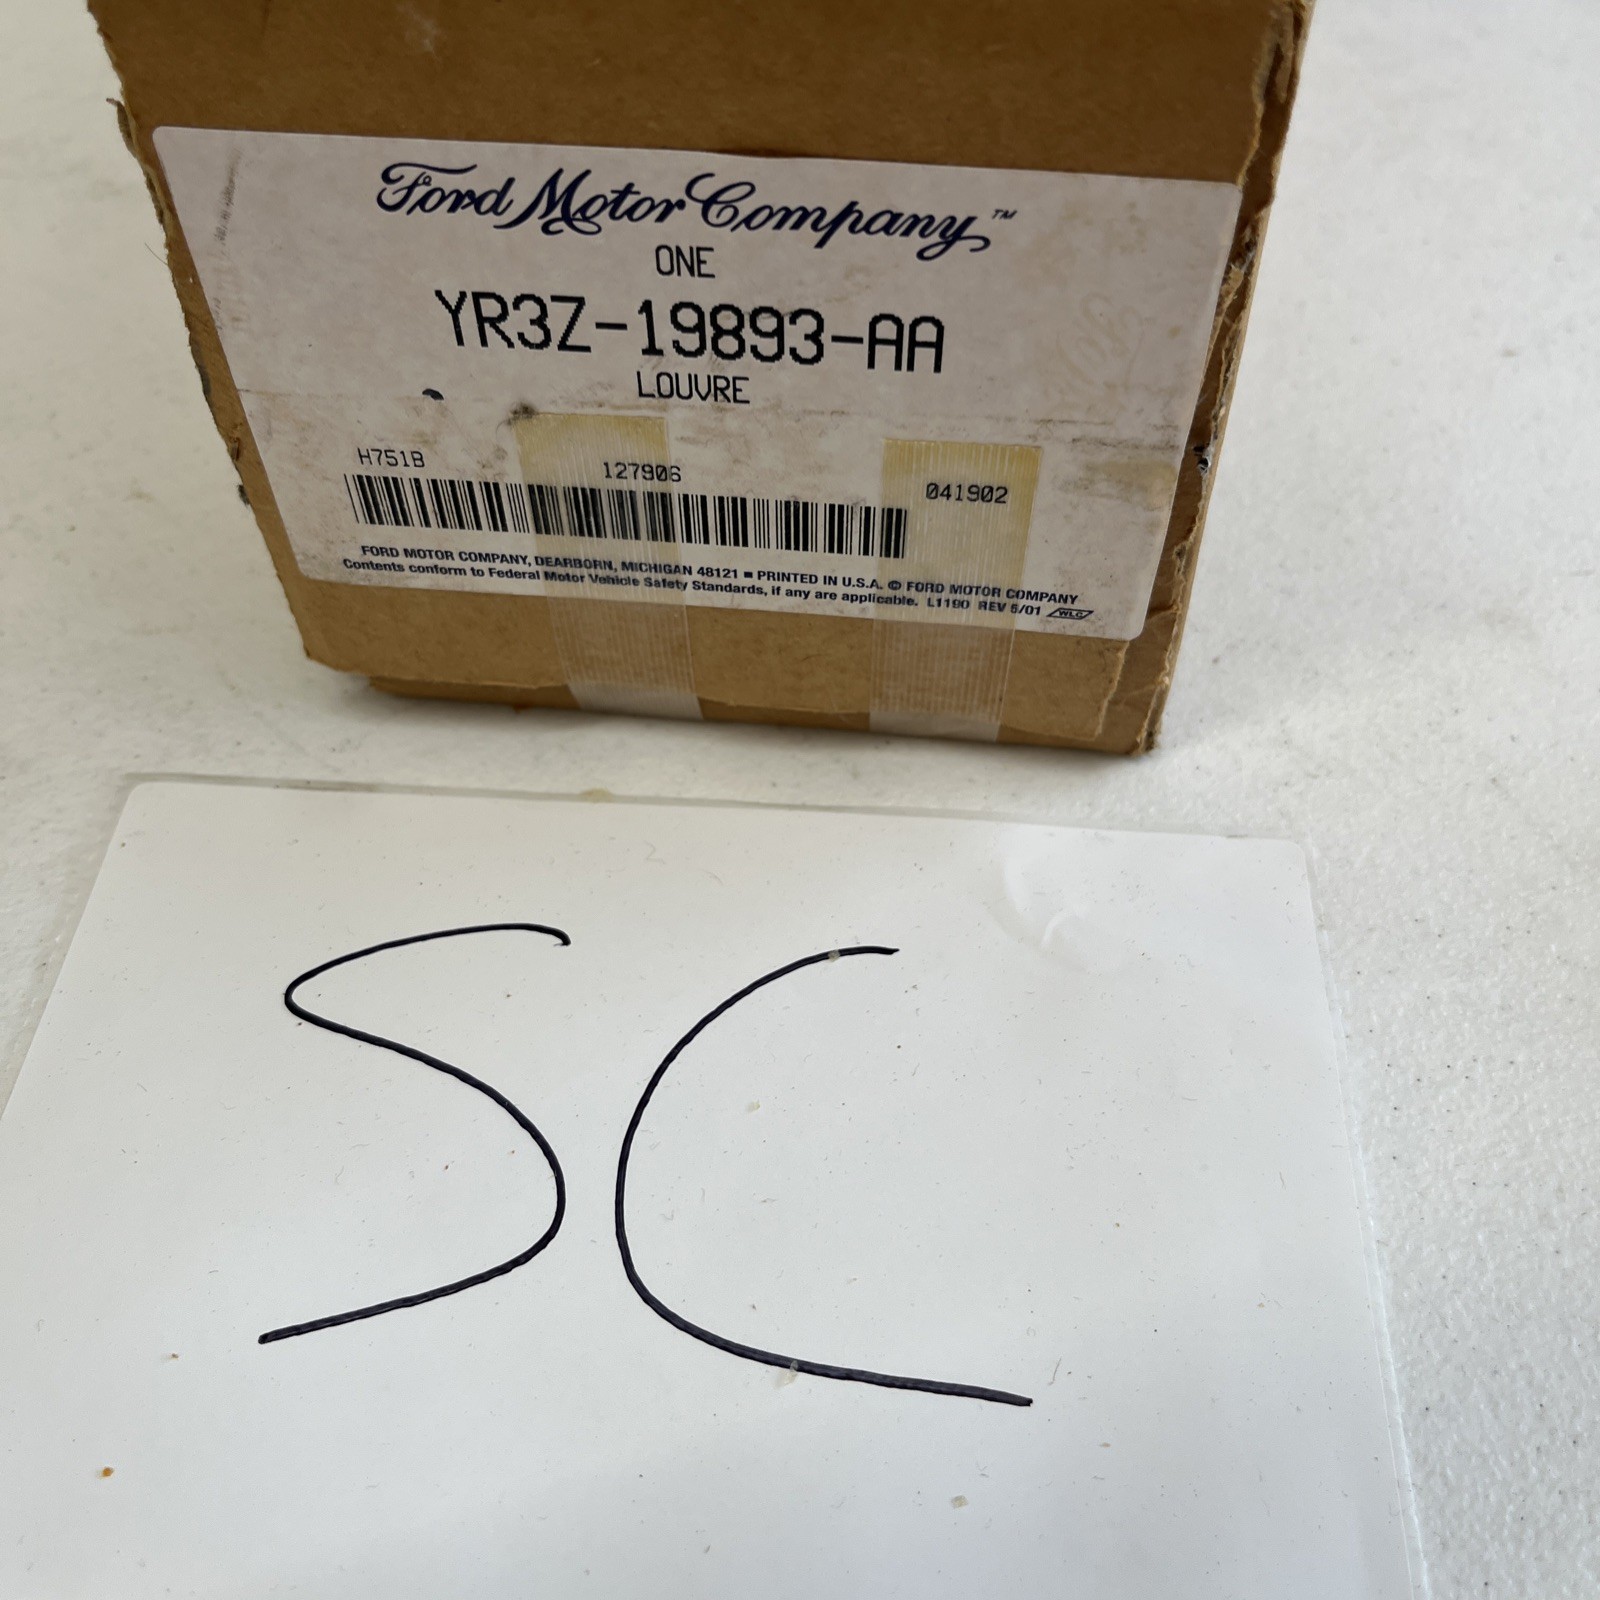 Ford Motor Company™
ONE
YR3Z-19893-AA
LOUVRE
H751B 127906 041902
FORD MOTOR COMPANY, DEARBORN, MICHIGAN 48121 ■ PRINTED IN U.S.A. © FORD MOTOR COMPANY
Contents conform to Federal Motor Vehicle Safety Standards, if any are applicable. L1190 REV 6/01 WLC
SC